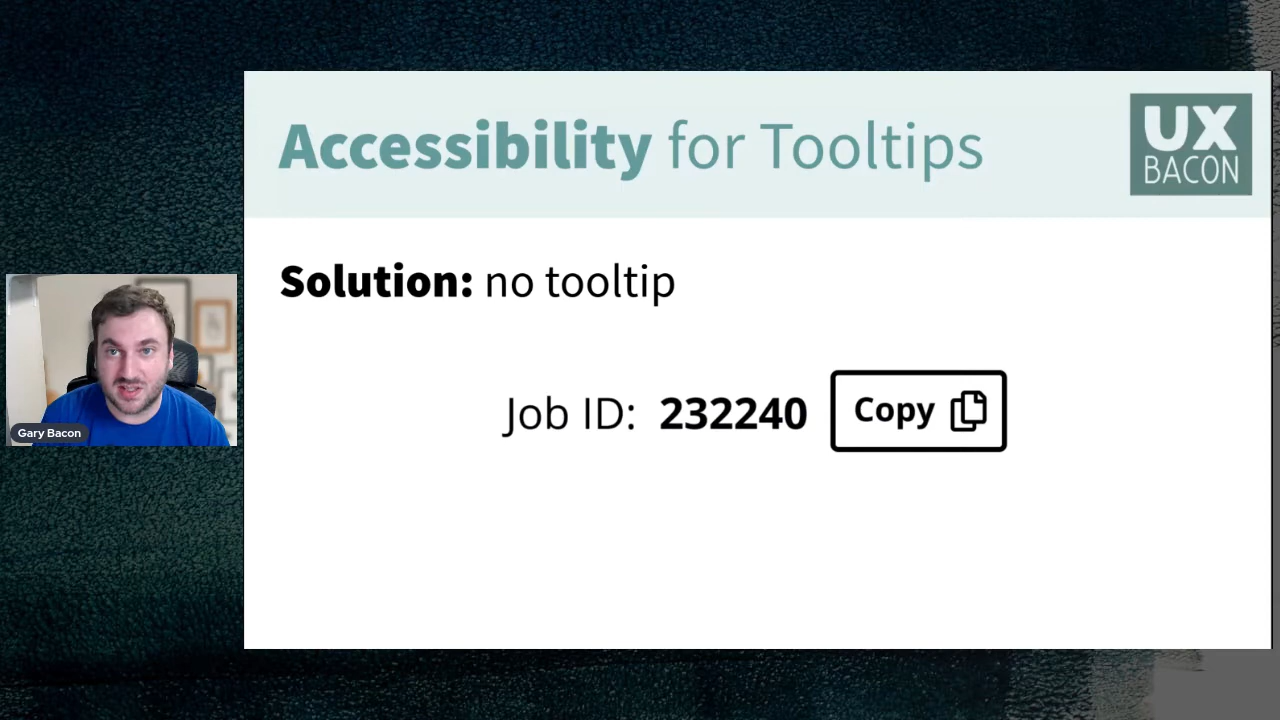 Accessibility for Tooltips
UX
BACON
Solution: no tooltip
Job ID: 232240 Copy
Gary Bacon